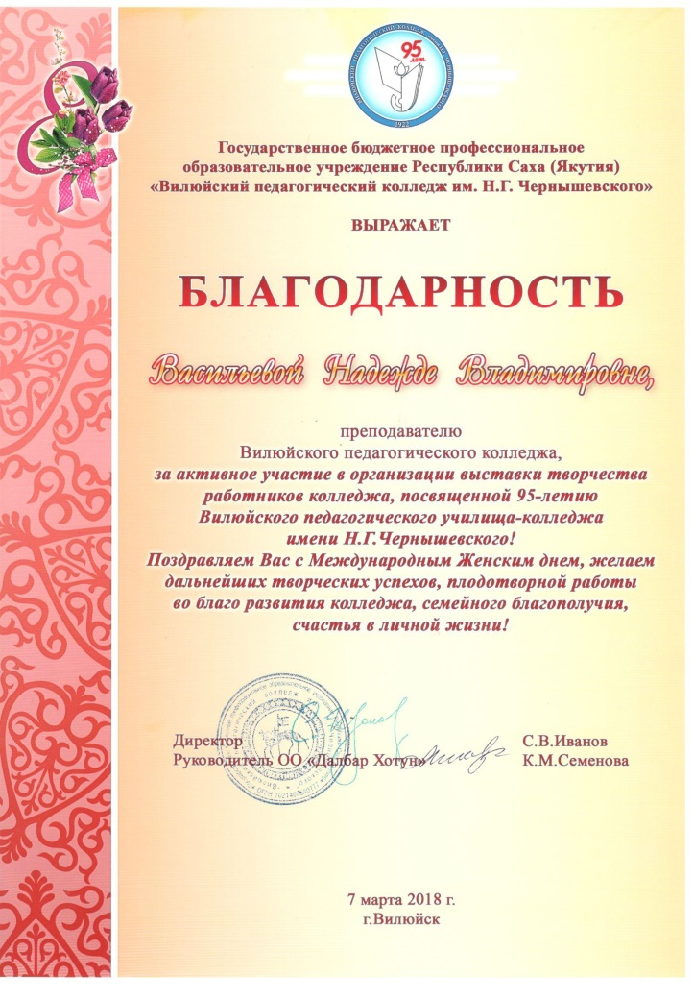 95
лет
1922
Государственное бюджетное профессиональное
образовательное учреждение Республики Саха (Якутия)
«Вилюйский педагогический колледж им. Н.Г. Чернышевского»
ВЫРАЖАЕТ
БЛАГОДАРНОСТЬ
Васильевой Надежде Владимировне,
преподавателю
Вилюйского педагогического колледжа,
за активное участие в организации выставки творчества
работников колледжа, посвященной 95-летию
Вилюйского педагогического училища-колледжа
имени Н.Г.Чернышевского!
Поздравляем Вас с Международным Женским днем, желаем
дальнейших творческих успехов, плодотворной работы
во благо развития колледжа, семейного благополучия,
счастья в личной жизни!
Директор С.В.Иванов
Руководитель ОО «Далбар Хотун» К.М.Семенова
7 марта 2018 г.
г.Вилюйск